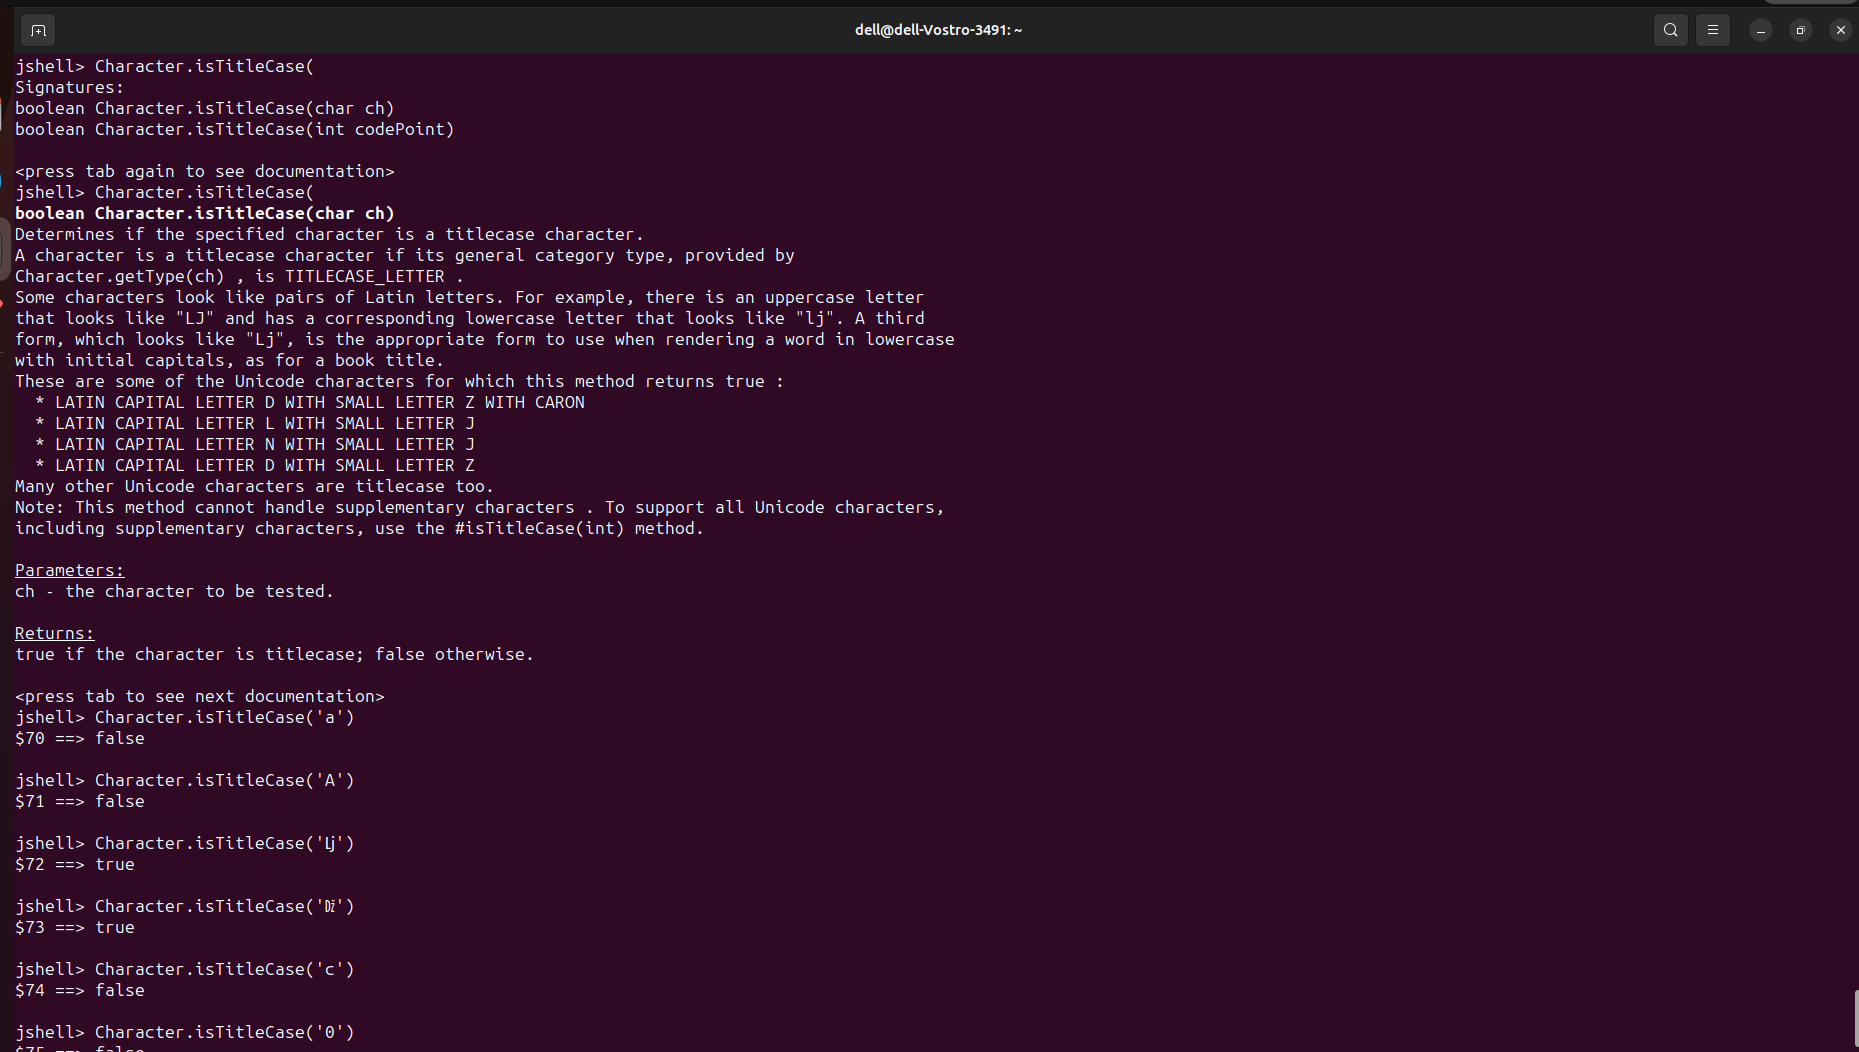 dell@dell-Vostro-3491: ~
jshell> Character.isTitleCase(
Signatures:
boolean Character.isTitleCase(char ch)
boolean Character.isTitleCase(int codePoint)
<press tab again to see documentation>
jshell> Character.isTitleCase(
boolean Character.isTitleCase(char ch)
Determines if the specified character is a titlecase character.
A character is a titlecase character if its general category type, provided by
Character.getType(ch) , is TITLECASE_LETTER .
Some characters look like pairs of Latin letters. For example, there is an uppercase letter
that looks like "LJ" and has a corresponding lowercase letter that looks like "lj". A third
form, which looks like "Lj", is the appropriate form to use when rendering a word in lowercase
with initial capitals, as for a book title.
These are some of the Unicode characters for which this method returns true :
* LATIN CAPITAL LETTER D WITH SMALL LETTER Z WITH CARON
* LATIN CAPITAL LETTER L WITH SMALL LETTER J
* LATIN CAPITAL LETTER N WITH SMALL LETTER J
* LATIN CAPITAL LETTER D WITH SMALL LETTER Z
Many other Unicode characters are titlecase too.
Note: This method cannot handle supplementary characters . To support all Unicode characters,
including supplementary characters, use the #isTitleCase(int) method.
Parameters:
ch - the character to be tested.
Returns:
true if the character is titlecase; false otherwise.
<press tab to see next documentation>
jshell> Character.isTitleCase('a')
$70 ==> false
jshell> Character.isTitleCase('A')
$71 ==> false
jshell> Character.isTitleCase('ǈ')
$72 ==> true
jshell> Character.isTitleCase('ǅ')
$73 ==> true
jshell> Character.isTitleCase('c')
$74 ==> false
jshell> Character.isTitleCase('0')
$75 ==> false